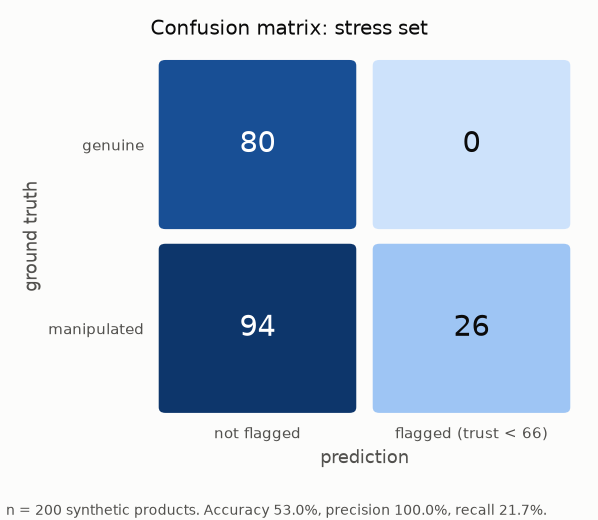 Confusion matrix: stress set
ground truth
genuine
80
0
manipulated
94
26
not flagged
flagged (trust < 66)
prediction
n = 200 synthetic products. Accuracy 53.0%, precision 100.0%, recall 21.7%.